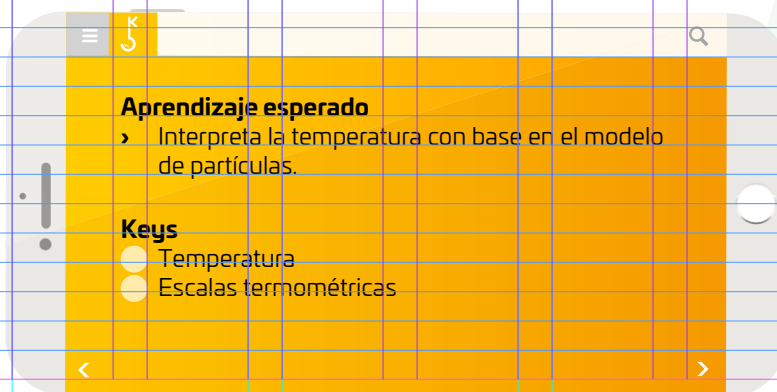 K
Aprendizaje esperado
› Interpreta la temperatura con base en el modelo
de partículas.
Keys
Temperatura
Escalas termométricas